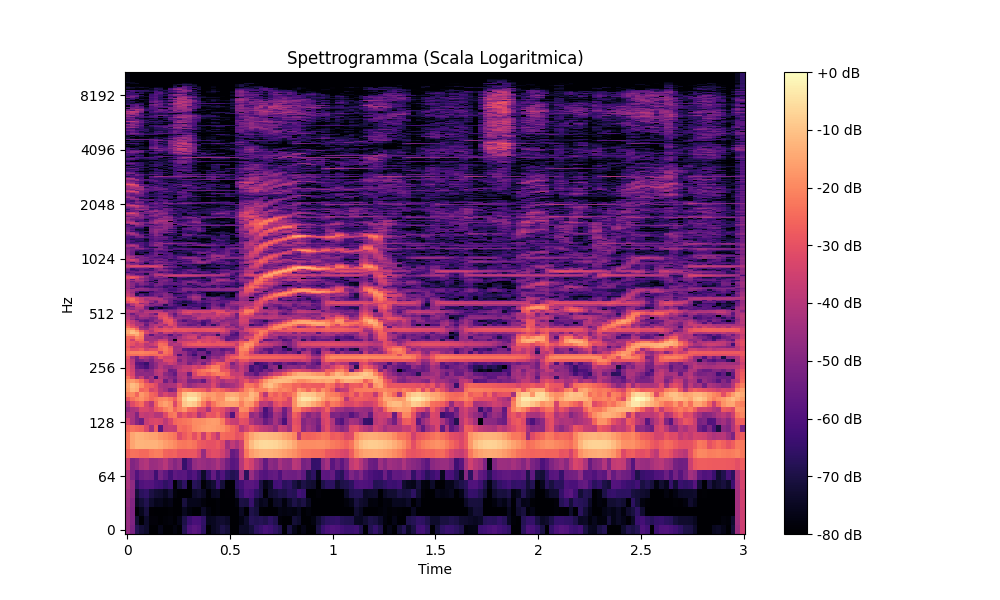 Spettrogramma (Scala Logaritmica)
8192
4096
2048
1024
512
256
128
64
0
Hz
0 0.5 1 1.5 2 2.5 3
Time
+0 dB
-10 dB
-20 dB
-30 dB
-40 dB
-50 dB
-60 dB
-70 dB
-80 dB